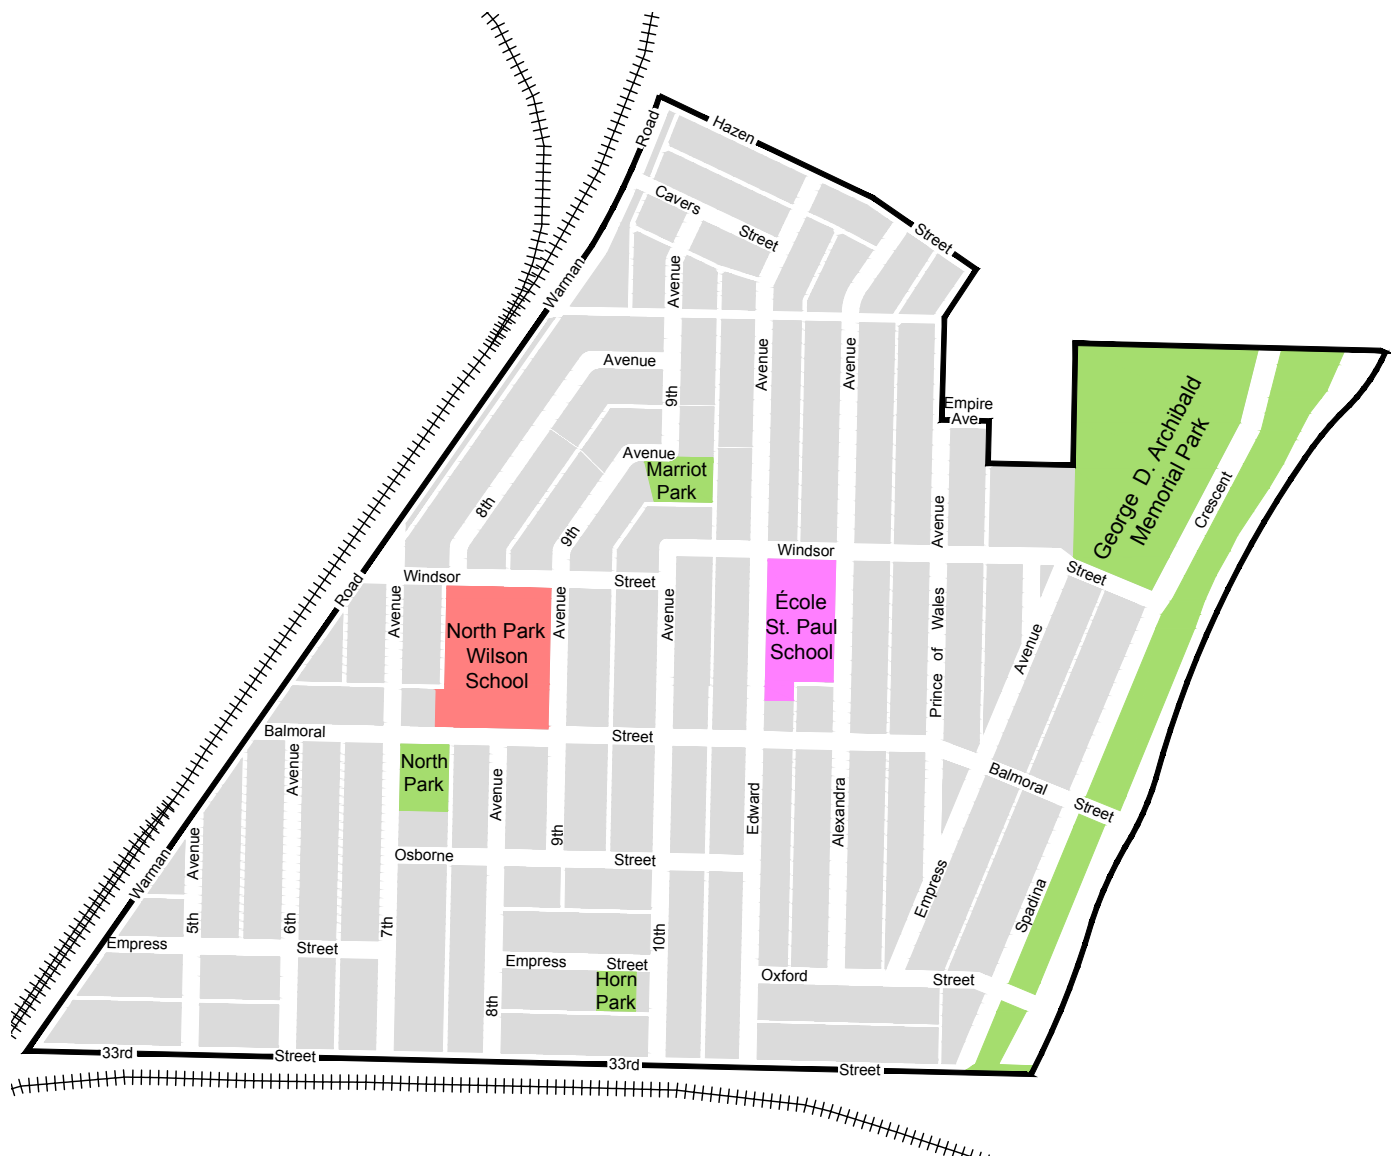 Hazen
Road
Cavers
Street
Street
Warman
Avenue
Avenue
Avenue
Avenue
9th
Empire
Ave.
Avenue
Marriot
Park
George D. Archibald
Memorial Park
8th
9th
Avenue
Crescent
Windsor
Windsor
Street
Street
Road
Avenue
Avenue
Avenue
North Park
Wilson
School
École
St. Paul
School
Prince of Wales
Avenue
Balmoral
Street
Avenue
North
Park
Avenue
Balmoral
Street
Edward
Alexandra
9th
Avenue
Warman
Osborne
Street
Empress
Spadina
5th
6th
7th
10th
Empress
Street
Empress
Street
Horn
Park
8th
Oxford
Street
33rd
Street
33rd
Street